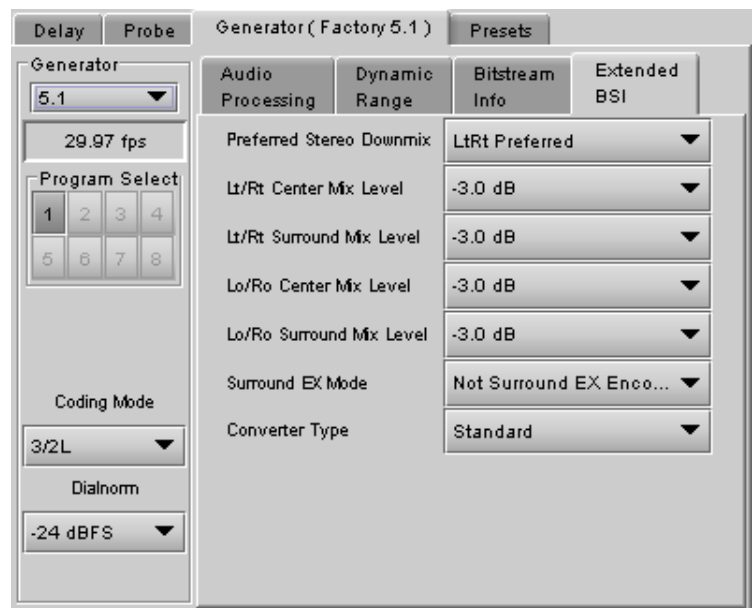 Delay Probe Generator ( Factory 5.1 ) Presets
Generator
5.1
29.97 fps
Program Select
1 2 3 4
5 6 7 8
Coding Mode
3/2L
Dialnorm
-24 dBFS
Audio Processing
Dynamic Range
Bitstream Info
Extended BSI
Preferred Stereo Downmix LtRt Preferred
Lt/Rt Center Mix Level -3.0 dB
Lt/Rt Surround Mix Level -3.0 dB
Lo/Ro Center Mix Level -3.0 dB
Lo/Ro Surround Mix Level -3.0 dB
Surround EX Mode Not Surround EX Enco...
Converter Type Standard